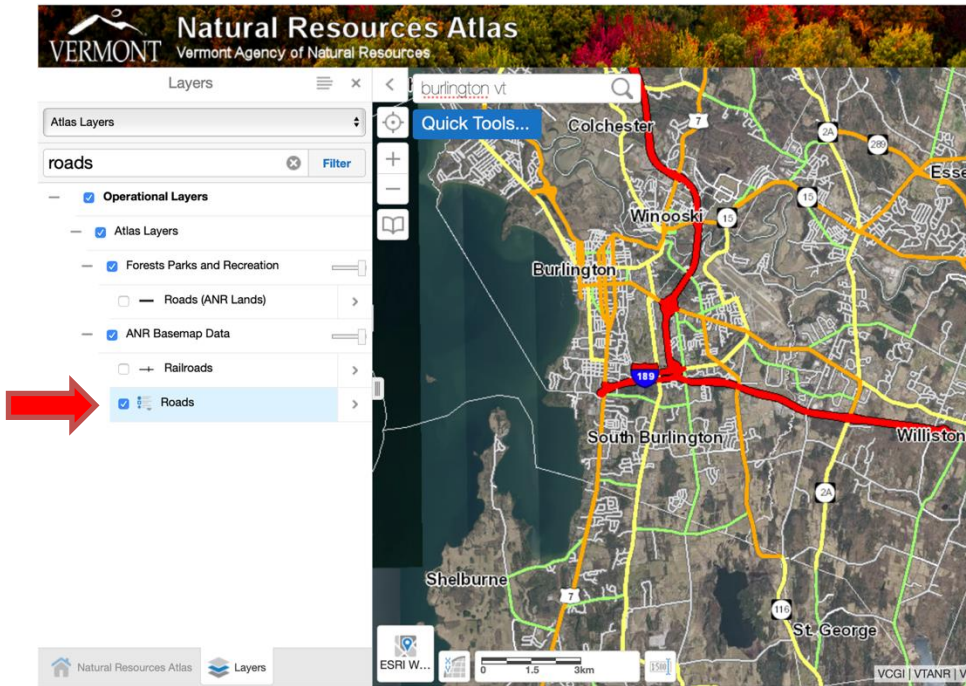 VERMONT
Natural Resources Atlas
Vermont Agency of Natural Resources
Layers
Atlas Layers
roads
Filter
Operational Layers
Atlas Layers
Forests Parks and Recreation
Roads (ANR Lands)
ANR Basemap Data
Railroads
Roads
Natural Resources Atlas
Layers
burlington vt
Quick Tools...
Colchester
7
2A
289
Esse
Winooski
15
15
Burlington
189
South Burlington
Williston
2A
Shelburne
7
116
St. George
ESRI W...
0 1.5 3km
VCGI | VTANR | V